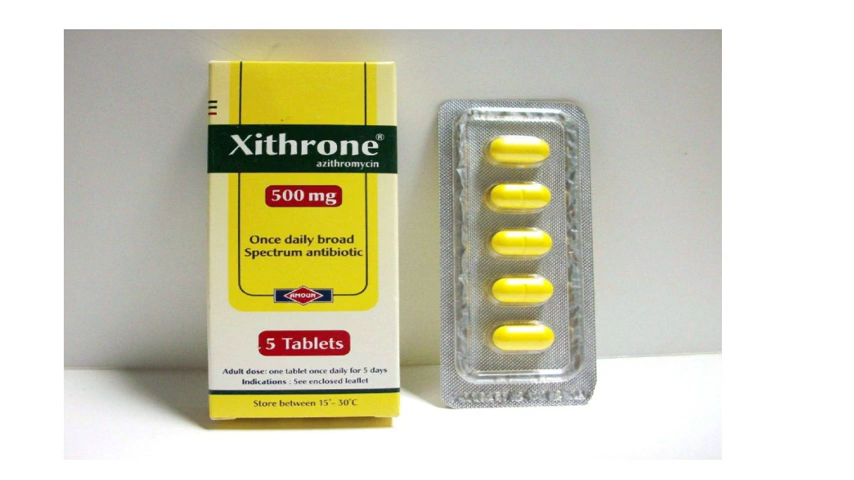 Xithrone®
azithromycin
500 mg
Once daily broad
Spectrum antibiotic
AMOUN
5 Tablets
Adult dose: one tablet once daily for 5 days
Indications : See enclosed leaflet
Store between 15°- 30°C